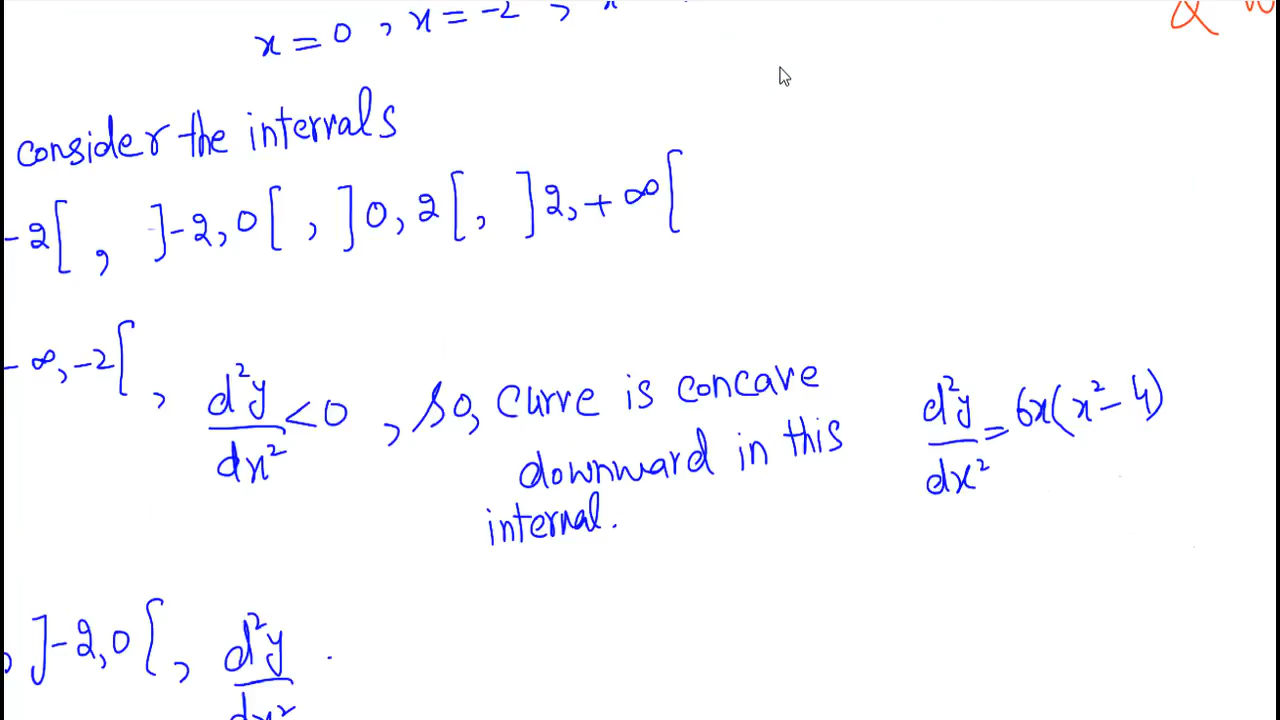 x = 0 , x = -2 ,
consider the intervals
-2[ , ]-2, 0[ , ]0, 2[ , ]2, +∞[
-∞, -2[ , d²y/dx² < 0 , so, curve is concave
downward in this
internal.
d²y/dx² = 6x(x² - 4)
]-2, 0[ , d²y/dx²